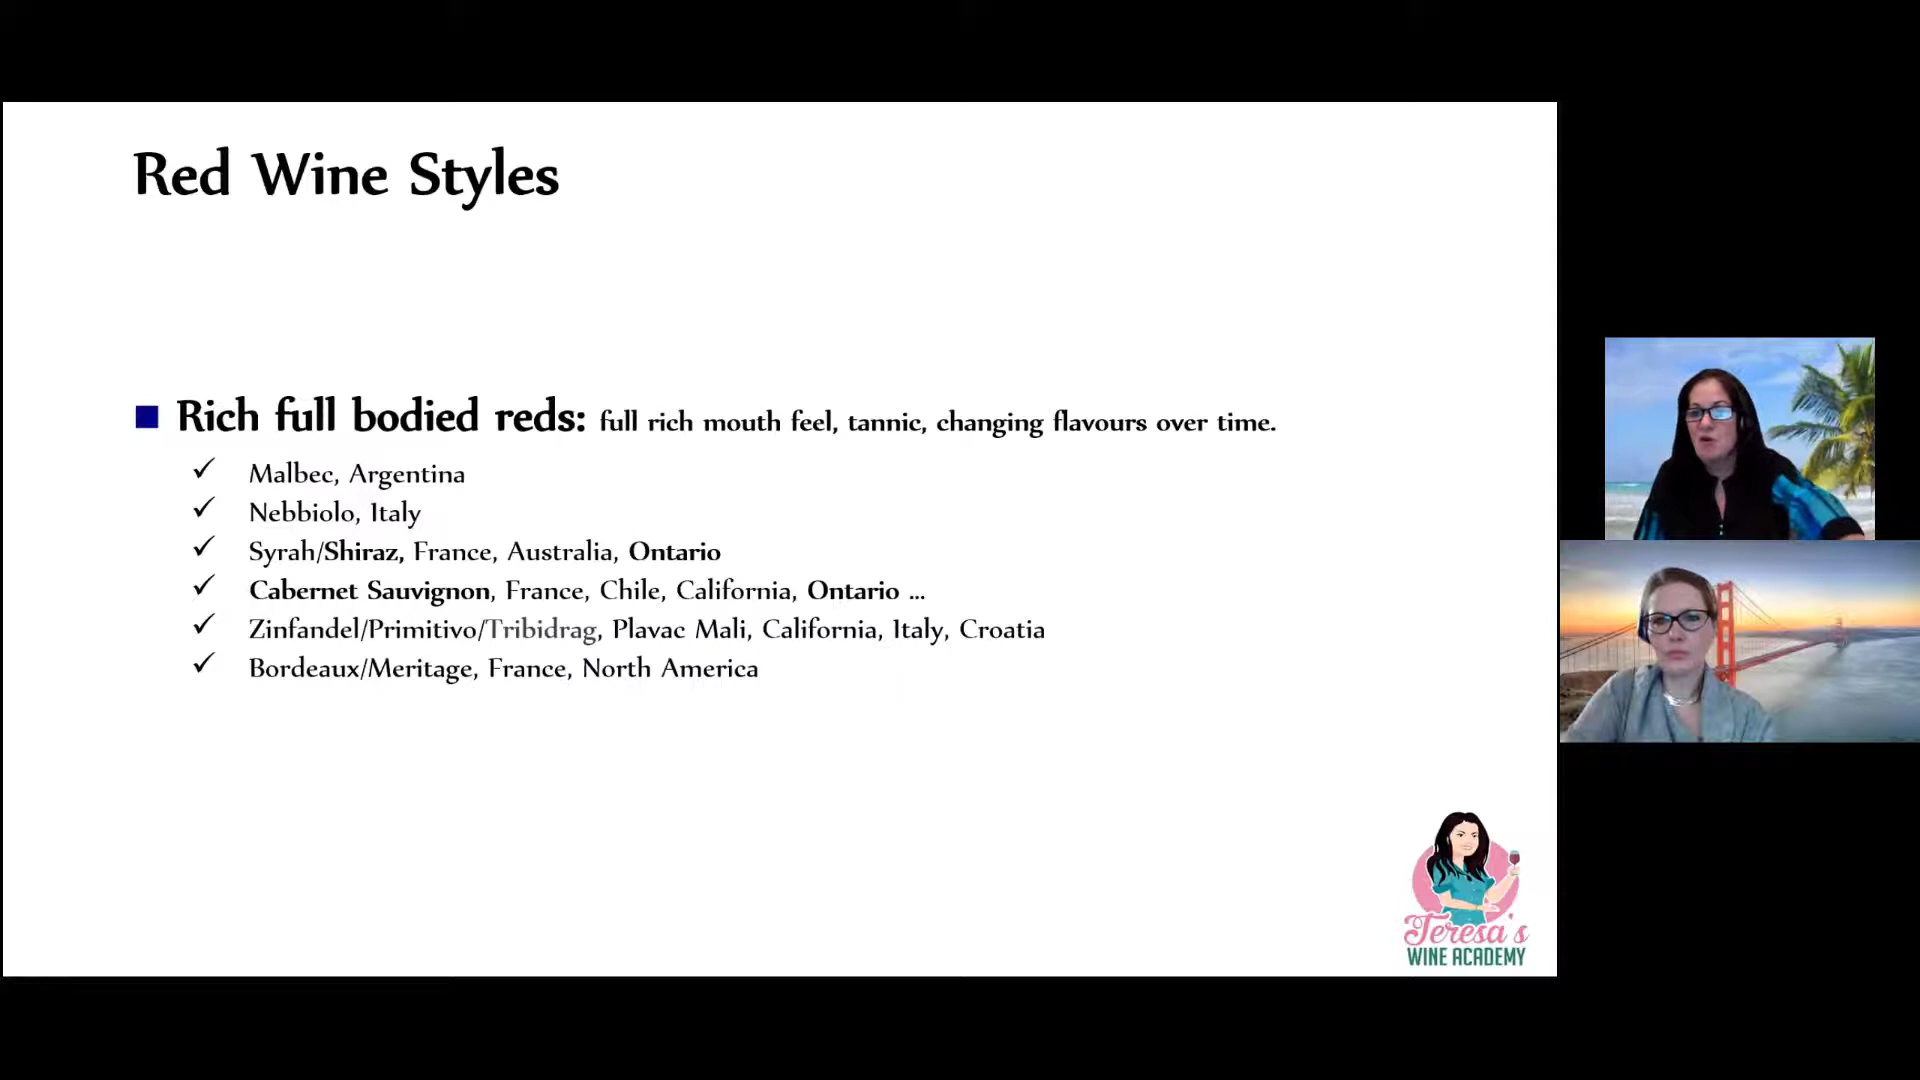 Red Wine Styles
Rich full bodied reds: full rich mouth feel, tannic, changing flavours over time.
Malbec, Argentina
Nebbiolo, Italy
Syrah/Shiraz, France, Australia, Ontario
Cabernet Sauvignon, France, Chile, California, Ontario ...
Zinfandel/Primitivo/Tribidrag, Plavac Mali, California, Italy, Croatia
Bordeaux/Meritage, France, North America
Teresa's
WINE ACADEMY